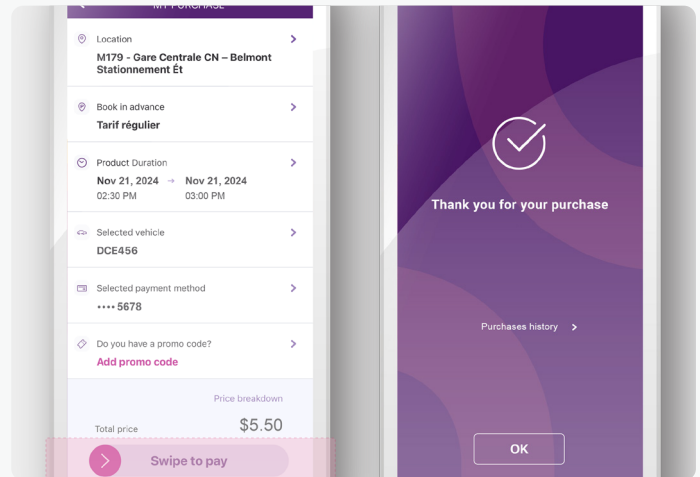 MY PURCHASE
Location
M179 - Gare Centrale CN – Belmont
Stationnement Ét
Book in advance
Tarif régulier
Product Duration
Nov 21, 2024 → Nov 21, 2024
02:30 PM 03:00 PM
Selected vehicle
DCE456
Selected payment method
•••• 5678
Do you have a promo code?
Add promo code
Price breakdown
Total price $5.50
Swipe to pay
Thank you for your purchase
Purchases history
OK